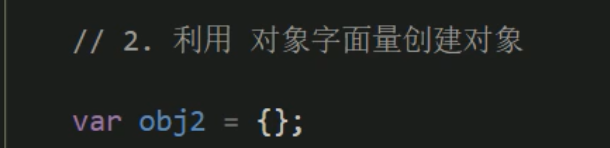 // 2. 利用 对象字面量创建对象
var obj2 = {};